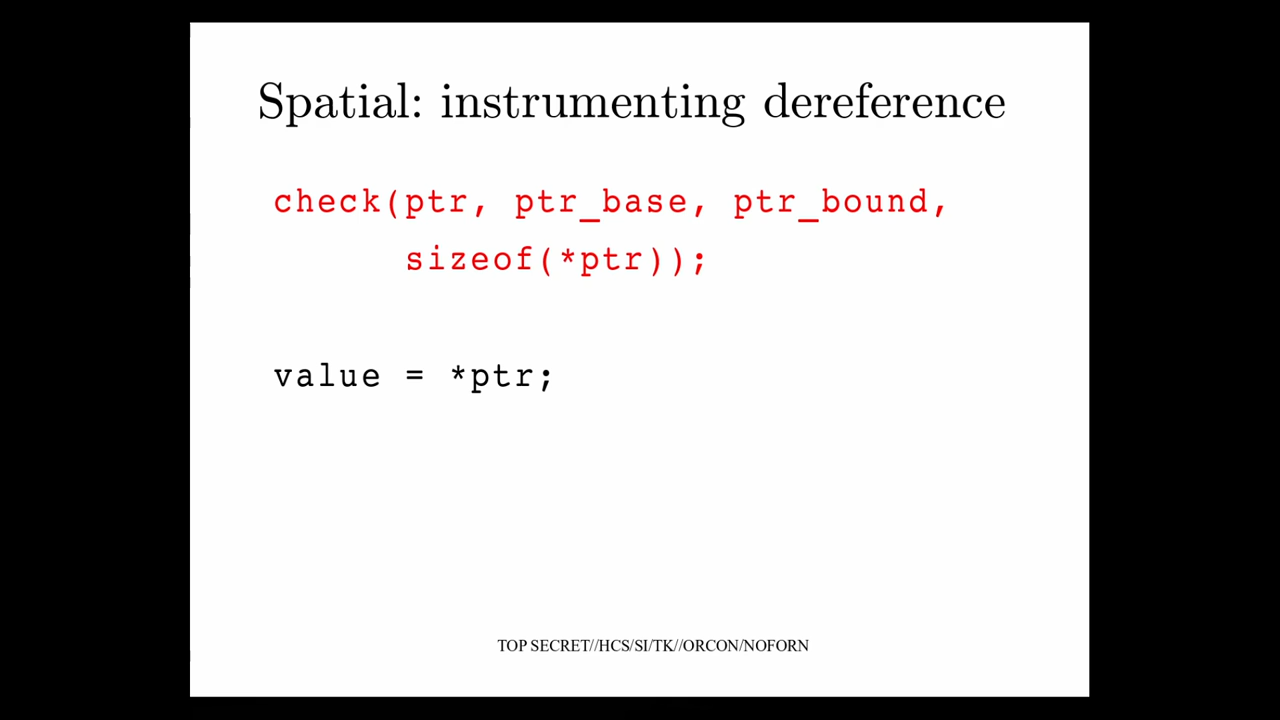 Spatial: instrumenting dereference
check(ptr, ptr_base, ptr_bound,
sizeof(*ptr));
value = *ptr;
TOP SECRET//HCS/SI/TK//ORCON/NOFORN